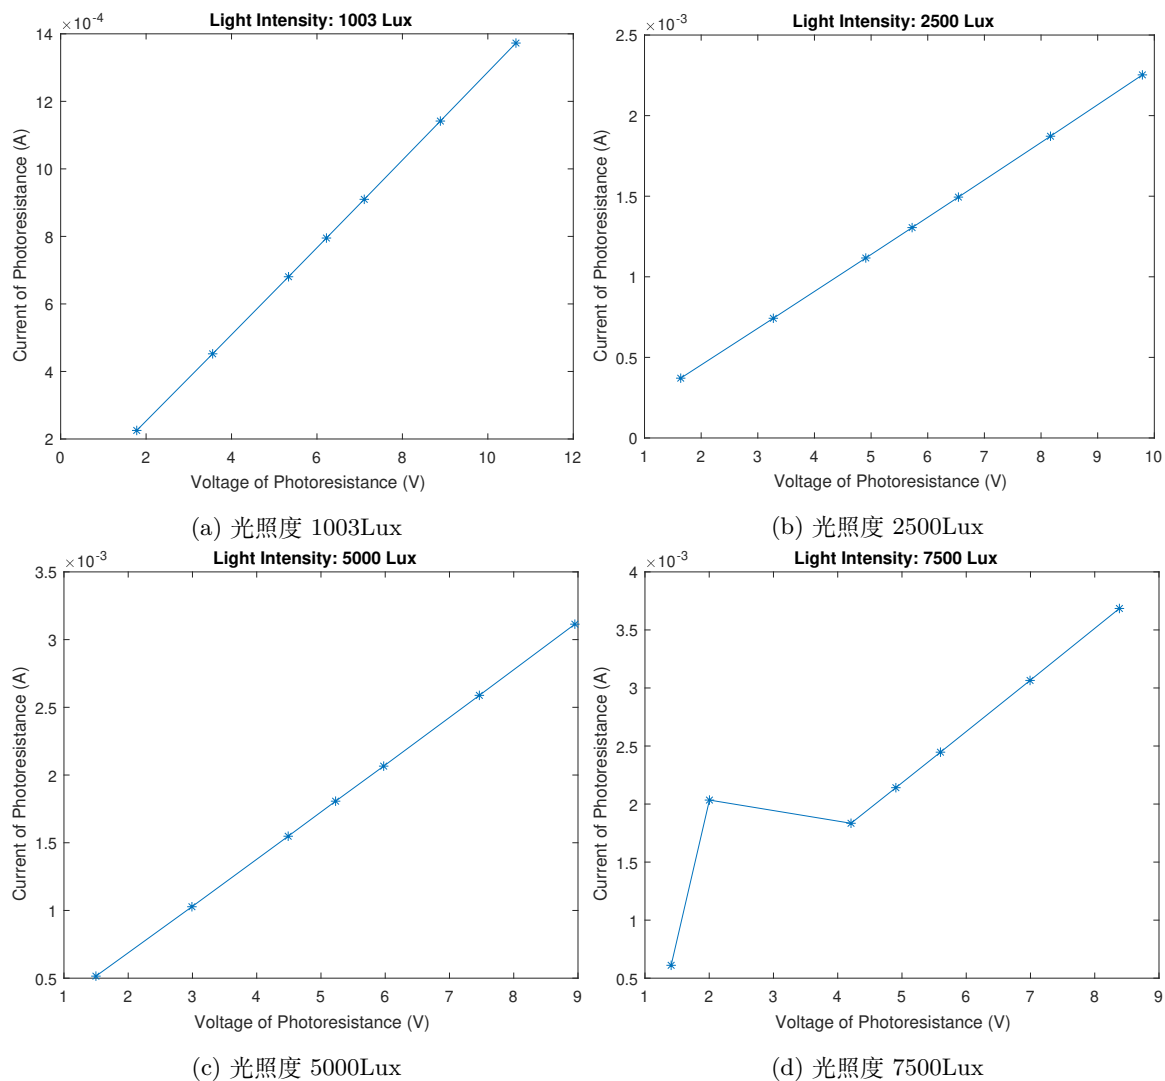 Light Intensity: 1003 Lux
×10-4
14
12
10
8
6
4
2
0 2 4 6 8 10 12
Current of Photoresistance (A)
Voltage of Photoresistance (V)
(a) 光照度 1003Lux
Light Intensity: 2500 Lux
×10-3
2.5
2
1.5
1
0.5
0
1 2 3 4 5 6 7 8 9 10
Current of Photoresistance (A)
Voltage of Photoresistance (V)
(b) 光照度 2500Lux
Light Intensity: 5000 Lux
×10-3
3.5
3
2.5
2
1.5
1
0.5
1 2 3 4 5 6 7 8 9
Current of Photoresistance (A)
Voltage of Photoresistance (V)
(c) 光照度 5000Lux
Light Intensity: 7500 Lux
×10-3
4
3.5
3
2.5
2
1.5
1
0.5
1 2 3 4 5 6 7 8 9
Current of Photoresistance (A)
Voltage of Photoresistance (V)
(d) 光照度 7500Lux